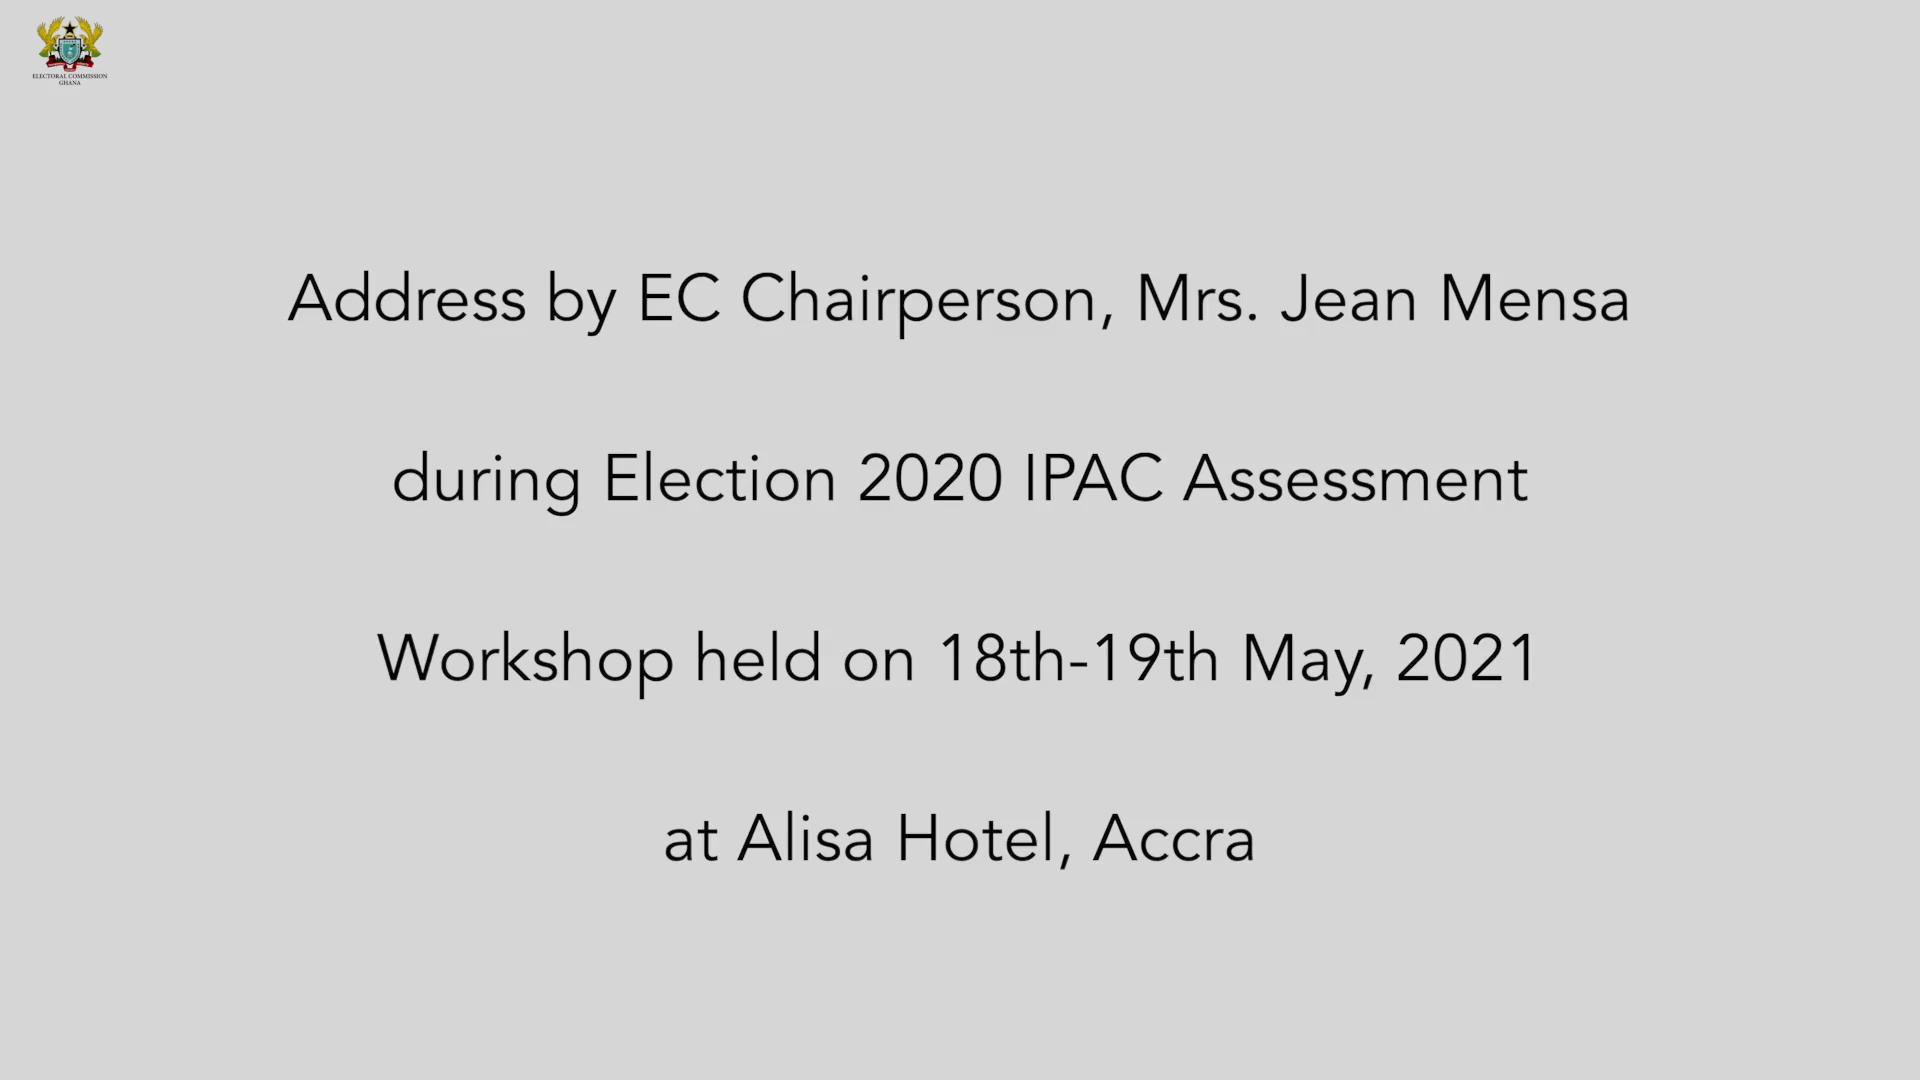 ELECTORAL COMMISSION
GHANA
Address by EC Chairperson, Mrs. Jean Mensa
during Election 2020 IPAC Assessment
Workshop held on 18th-19th May, 2021
at Alisa Hotel, Accra